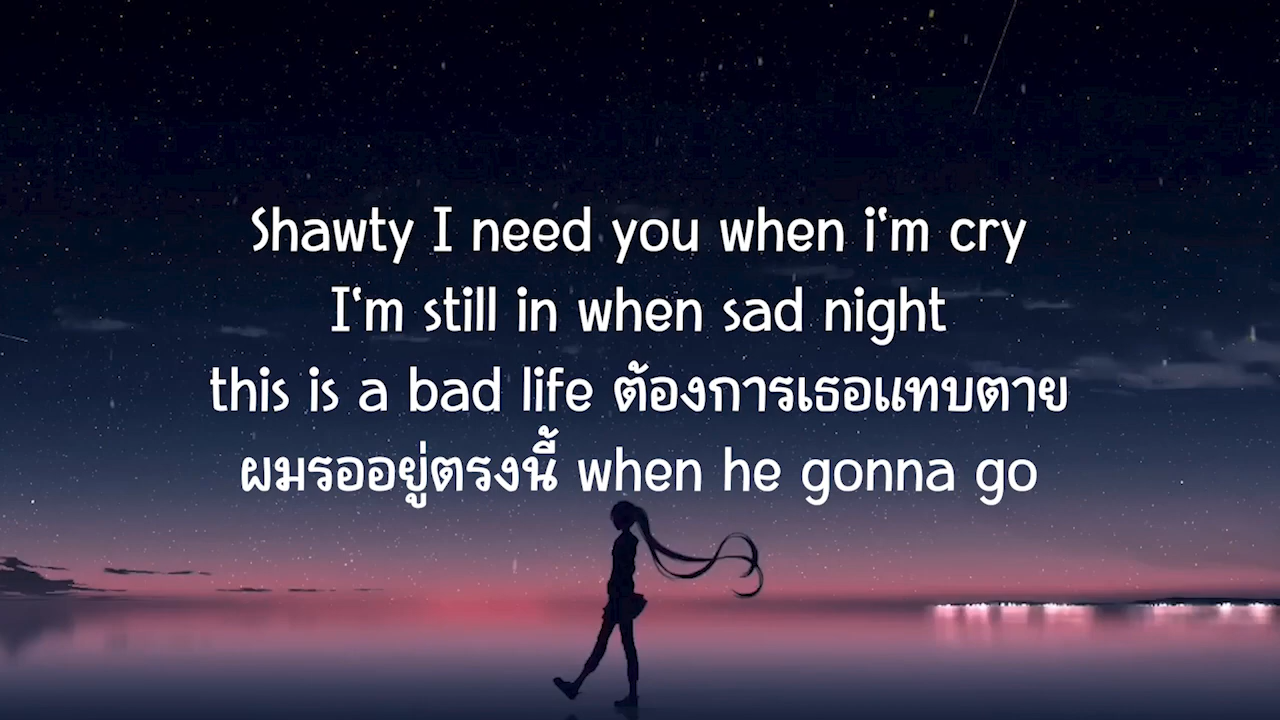 Shawty I need you when i'm cry
I'm still in when sad night
this is a bad life ต้องการเธอแทบตาย
ผมรออยู่ตรงนี้ when he gonna go